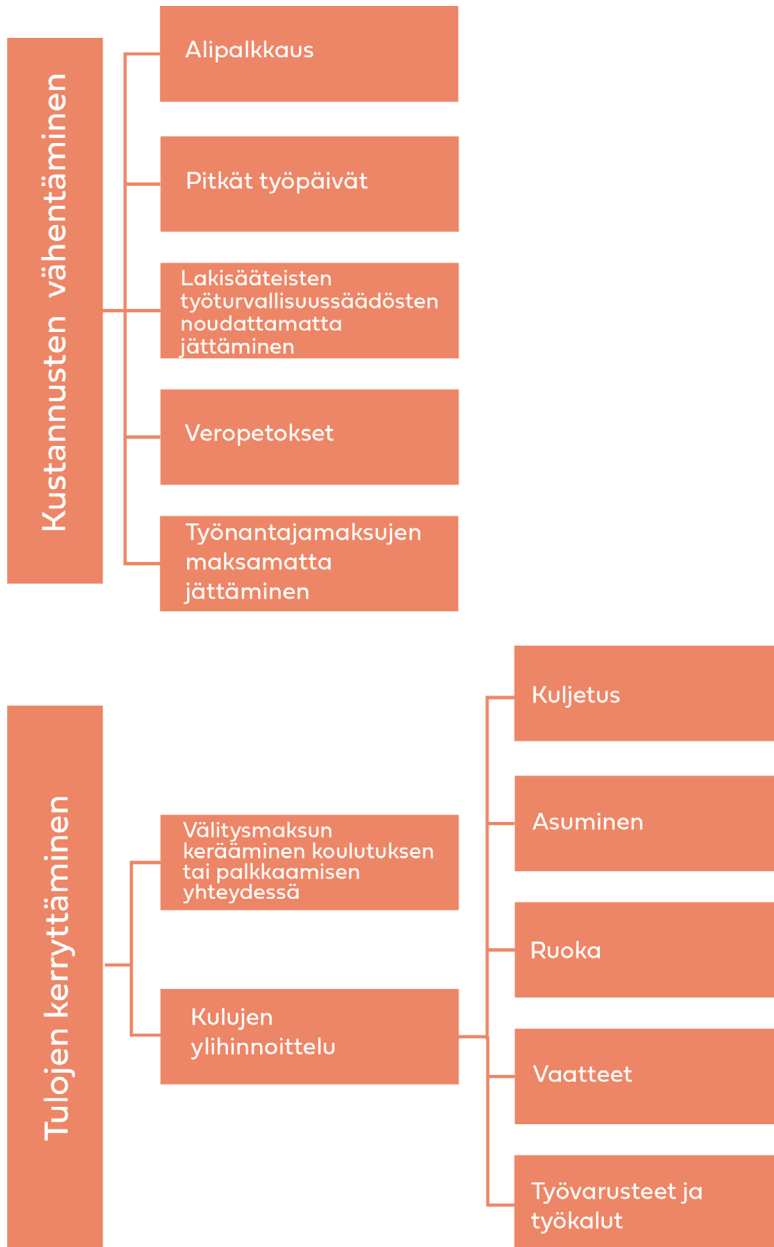 Kustannusten vähentäminen
Alipalkkaus
Pitkät työpäivät
Lakisääteisten
työturvallisuussäädösten
noudattamatta
jättäminen
Veropetokset
Työnantajamaksujen
maksamatta
jättäminen
Tulojen kerryttäminen
Välitysmaksun
kerääminen koulutuksen
tai palkkaamisen
yhteydessä
Kulujen
ylihinnoittelu
Kuljetus
Asuminen
Ruoka
Vaatteet
Työvarusteet ja
työkalut